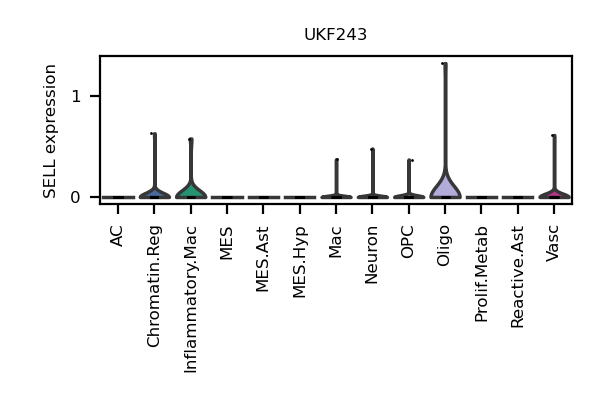 UKF243
SELL expression
1
0
AC
Chromatin.Reg
Inflammatory.Mac
MES
MES.Ast
MES.Hyp
Mac
Neuron
OPC
Oligo
Prolif.Metab
Reactive.Ast
Vasc